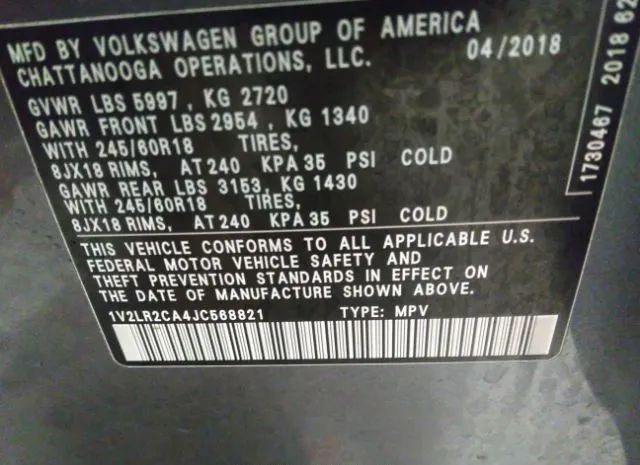 MFD BY VOLKSWAGEN GROUP OF AMERICA
CHATTANOOGA OPERATIONS, LLC. 04/2018
GVWR LBS 5997 , KG 2720
GAWR FRONT LBS 2954 , KG 1340
WITH 245/60R18 TIRES,
8JX18 RIMS, AT 240 KPA 35 PSI COLD
GAWR REAR LBS 3153, KG 1430
WITH 245/60R18 TIRES,
8JX18 RIMS, AT 240 KPA 35 PSI COLD
THIS VEHICLE CONFORMS TO ALL APPLICABLE U.S.
FEDERAL MOTOR VEHICLE SAFETY AND
THEFT PREVENTION STANDARDS IN EFFECT ON
THE DATE OF MANUFACTURE SHOWN ABOVE.
1V2LR2CA4JC568821 TYPE: MPV
1730467 2018 62